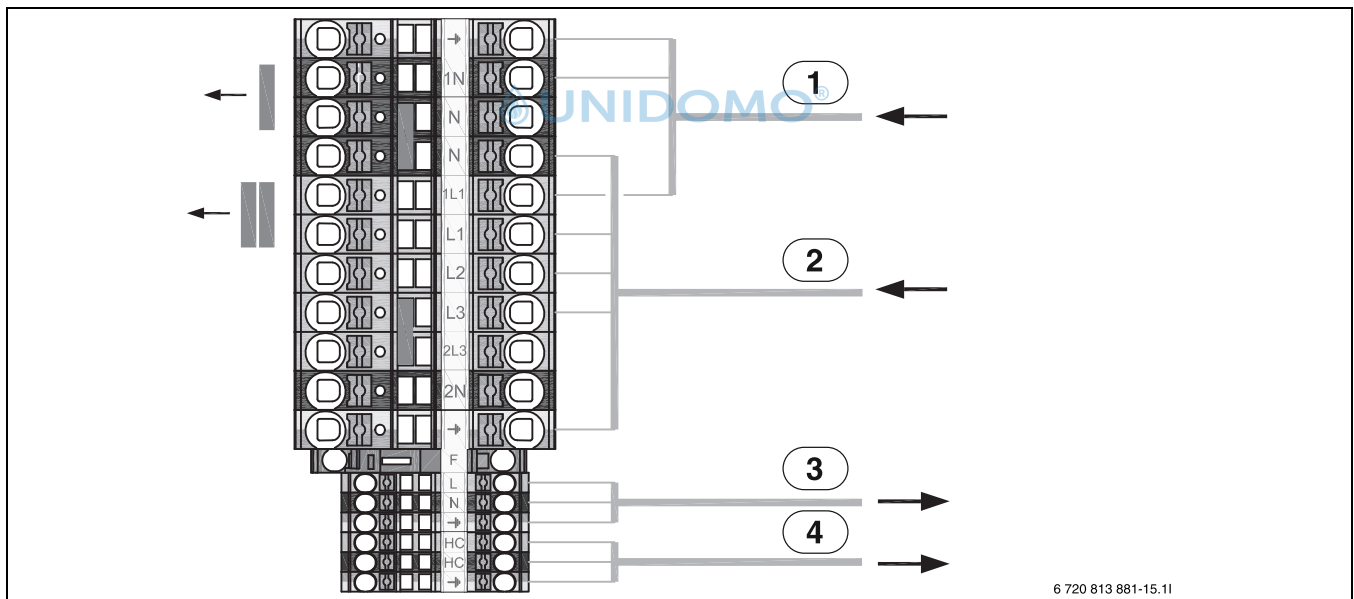 1N
1
UNIDOMO®
N
N
1L1
L1
2
L2
L3
2L3
2N
F
3
L
N
4
HC
HC
6 720 813 881-15.1I